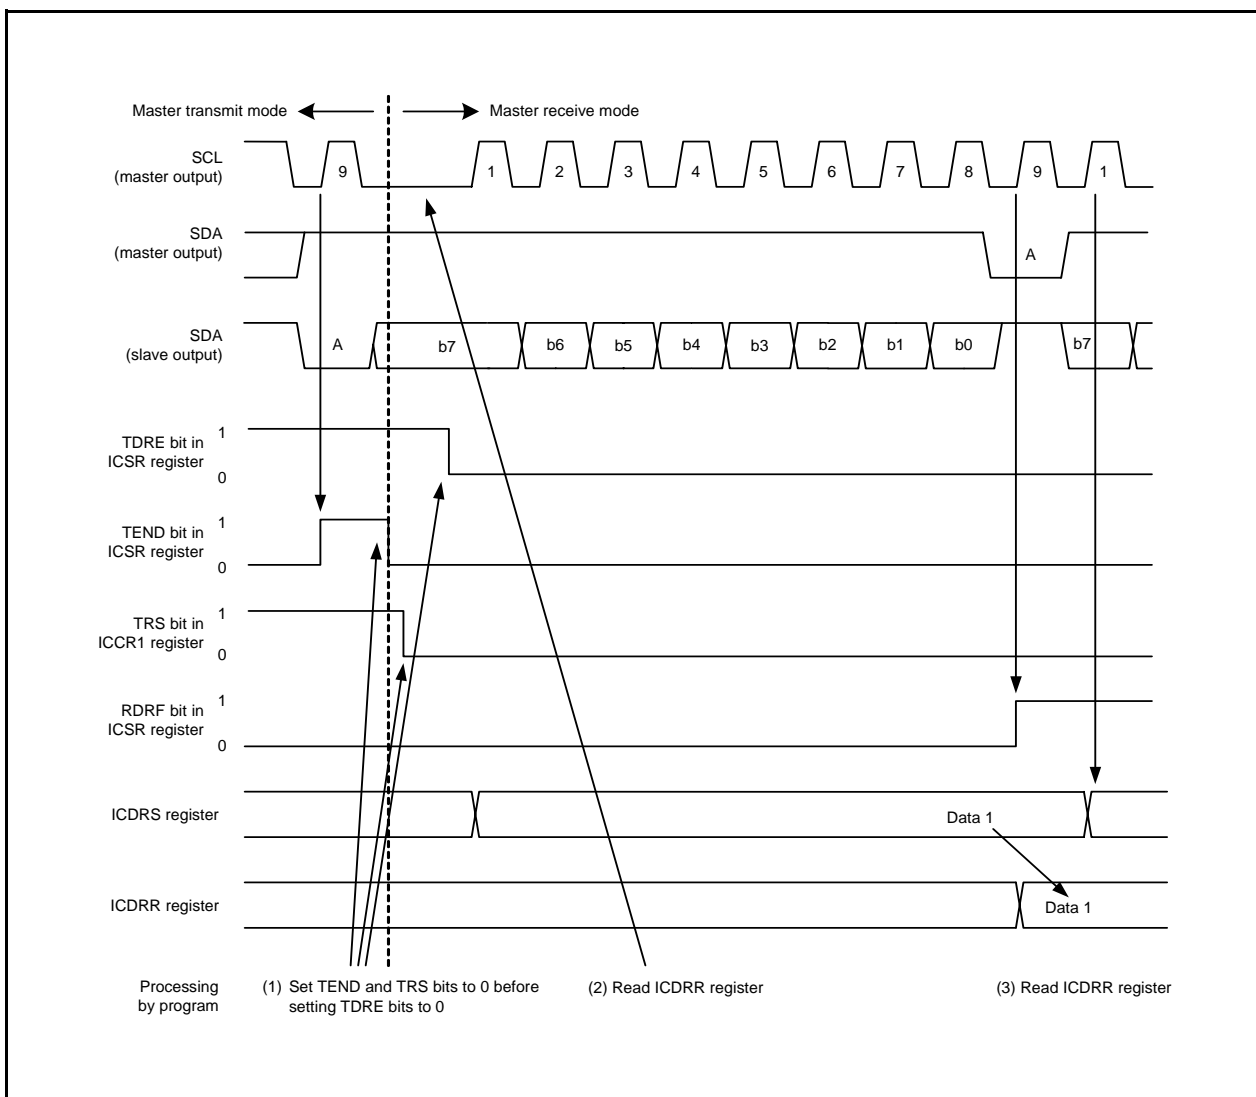 Master transmit mode
Master receive mode
SCL
(master output)
9 1 2 3 4 5 6 7 8 9 1
SDA
(master output)
A
SDA
(slave output)
A b7 b6 b5 b4 b3 b2 b1 b0 b7
TDRE bit in
ICSR register
1
0
TEND bit in
ICSR register
1
0
TRS bit in
ICCR1 register
1
0
RDRF bit in
ICSR register
1
0
ICDRS register
Data 1
ICDRR register
Data 1
Processing
by program
(1) Set TEND and TRS bits to 0 before
setting TDRE bits to 0
(2) Read ICDRR register
(3) Read ICDRR register